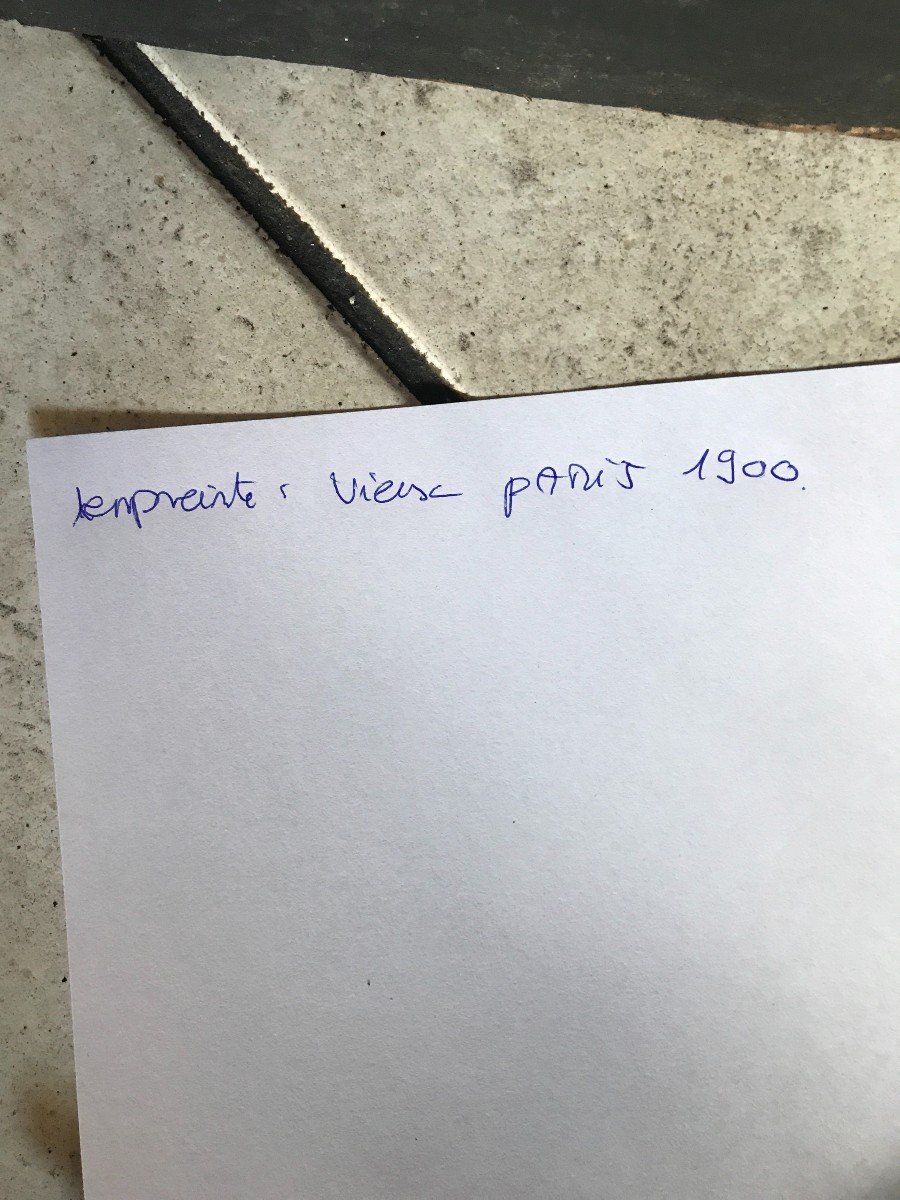 empreinte : Vieux pARiS 1900.